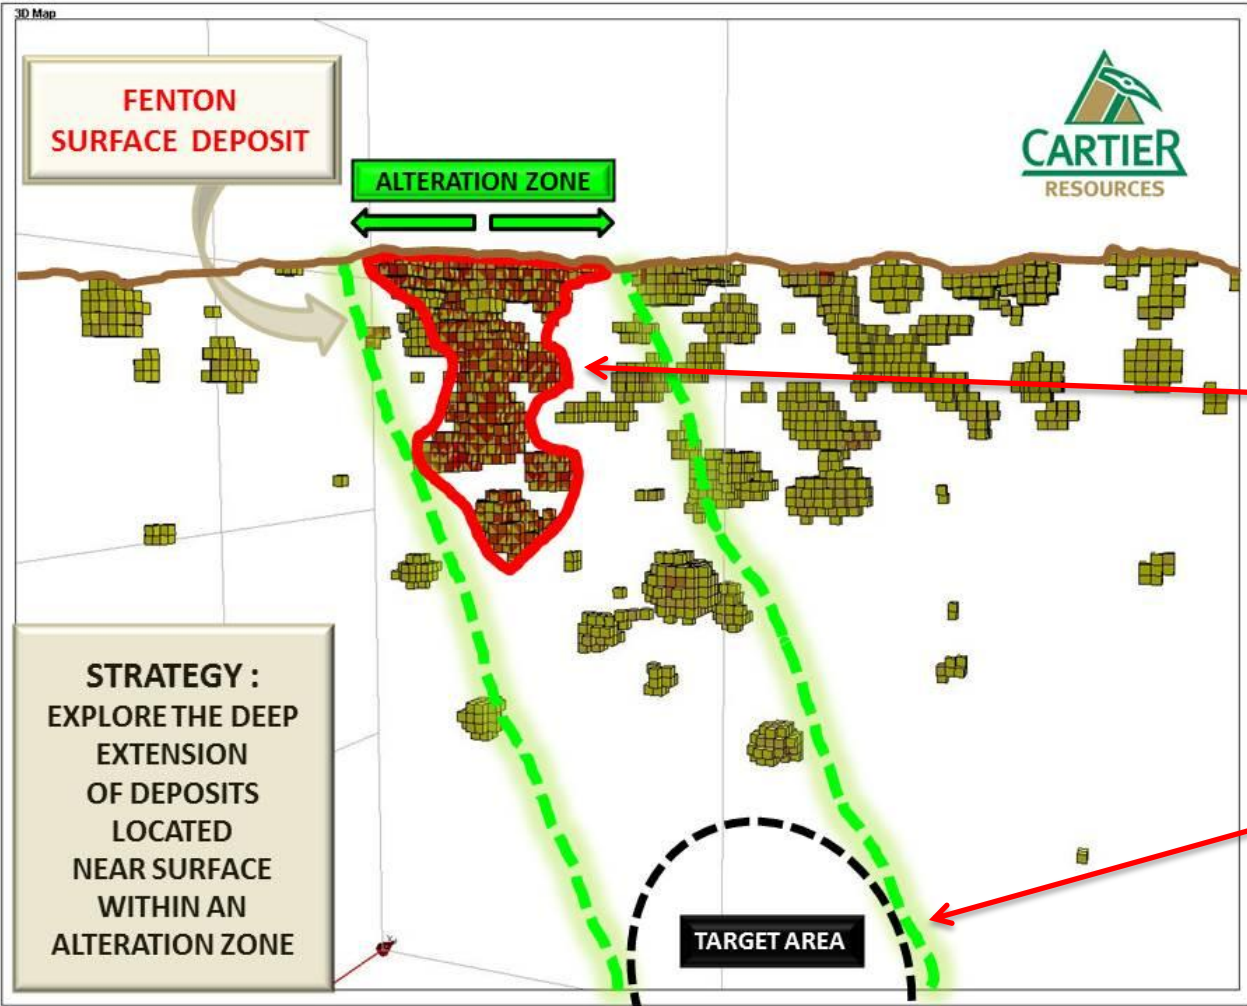 3D Map
FENTON
SURFACE DEPOSIT
ALTERATION ZONE
CARTIER
RESOURCES
STRATEGY :
EXPLORE THE DEEP
EXTENSION
OF DEPOSITS
LOCATED
NEAR SURFACE
WITHIN AN
ALTERATION ZONE
TARGET AREA